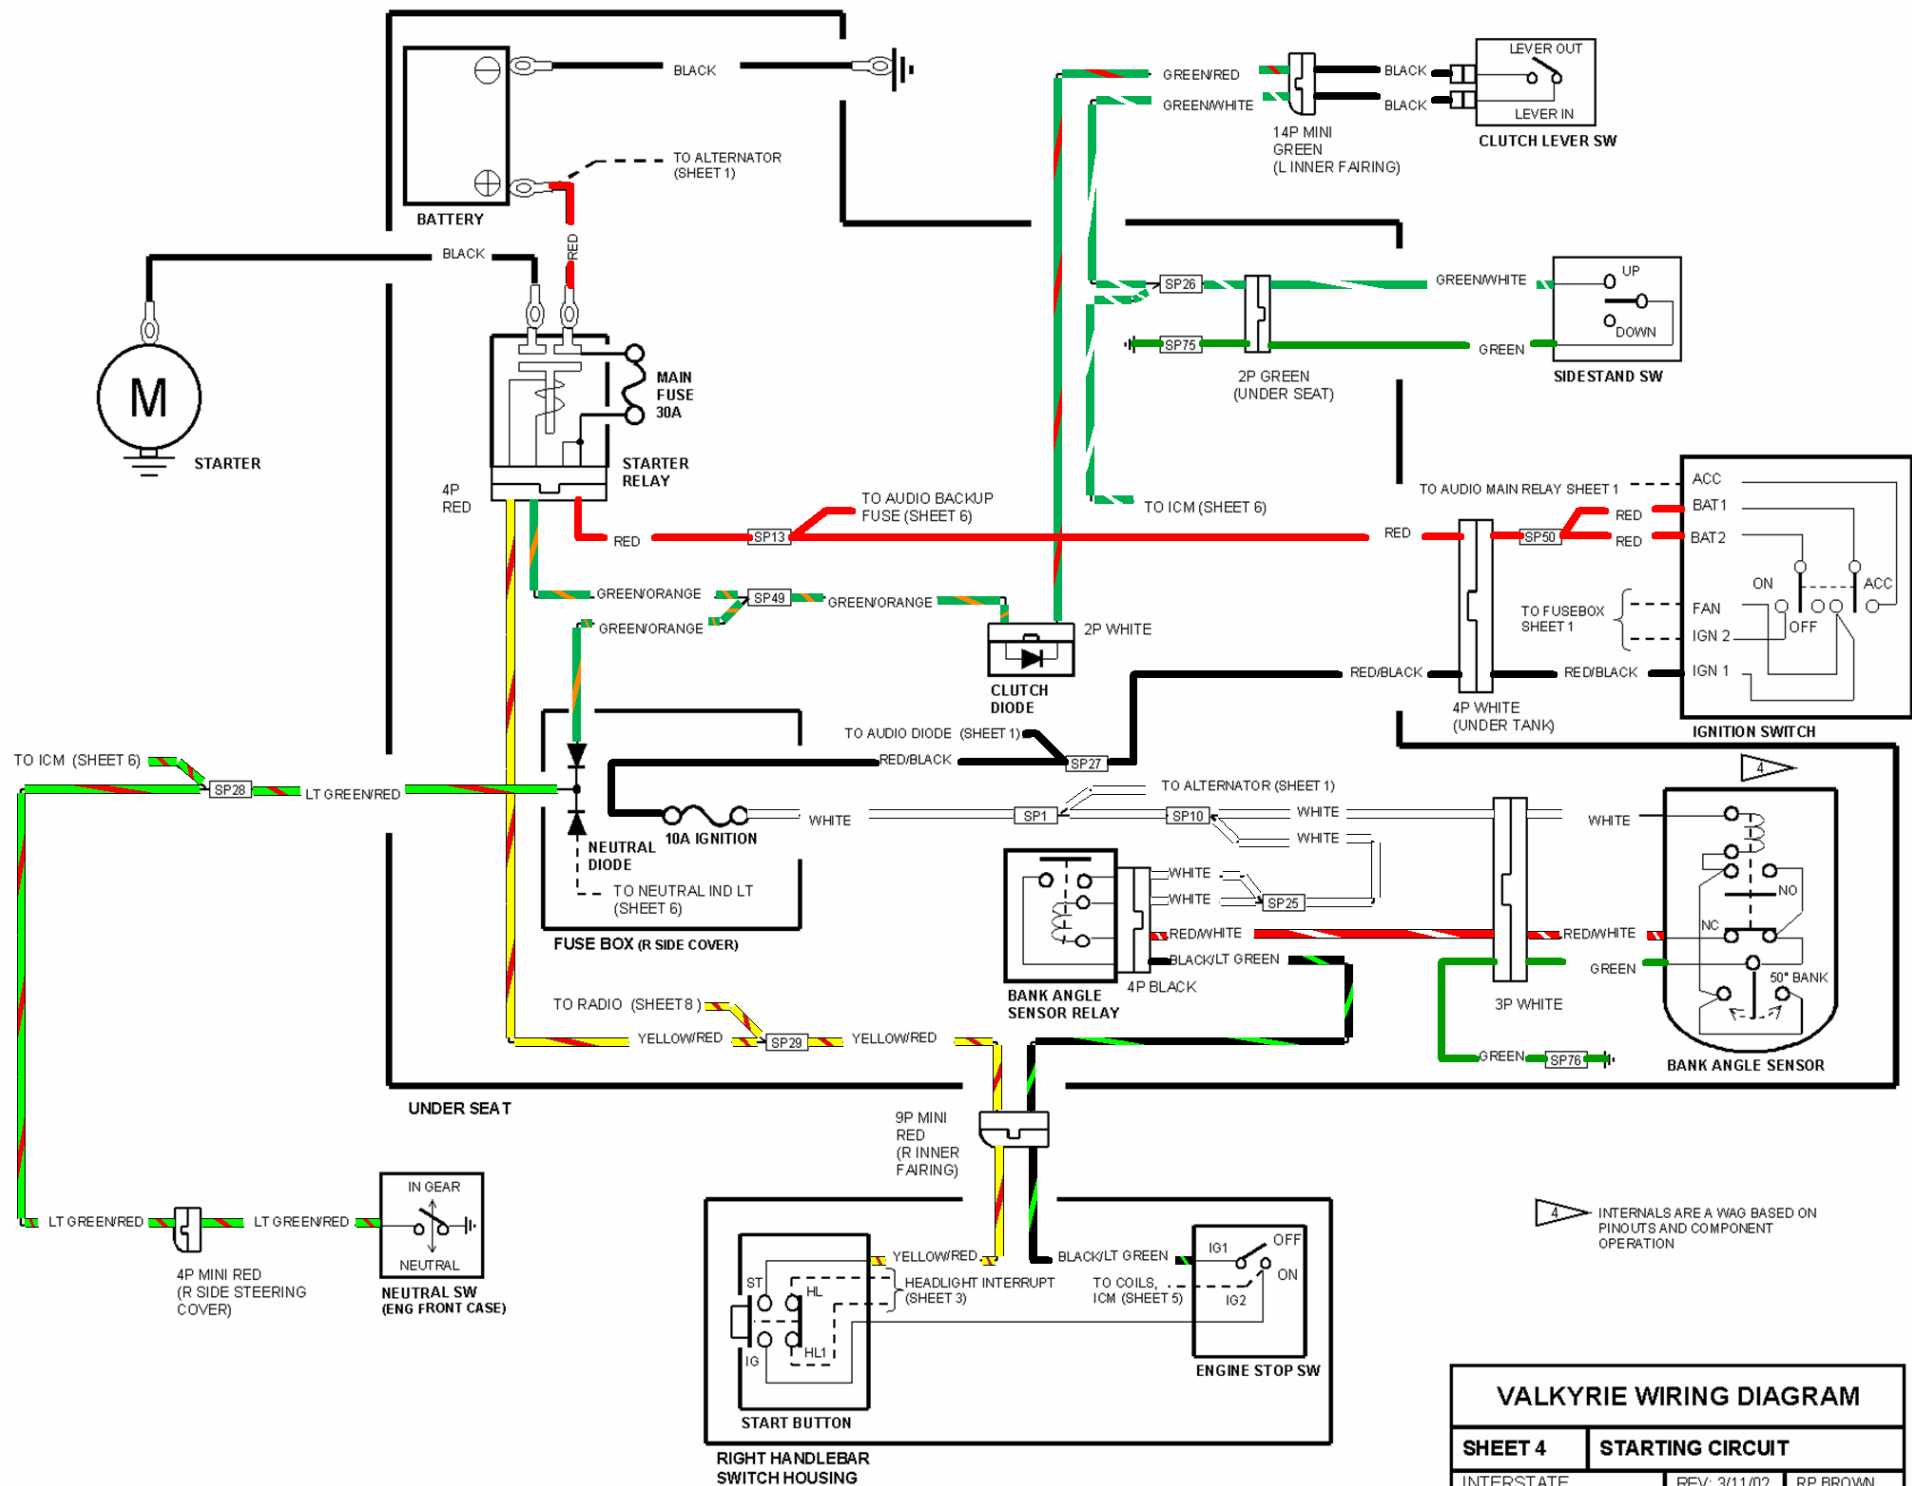 BLACK
TO ALTERNATOR
(SHEET 1)
BATTERY
RED
BLACK
M
STARTER
MAIN
FUSE
30A
STARTER
RELAY
4P
RED
GREEN/RED
GREEN/WHITE
14P MINI
GREEN
(L INNER FAIRING)
BLACK
BLACK
LEVER OUT
LEVER IN
CLUTCH LEVER SW
SP26
GREEN/WHITE
UP
DOWN
SP75
GREEN
SIDESTAND SW
2P GREEN
(UNDER SEAT)
TO ICM (SHEET 6)
TO AUDIO BACKUP
FUSE (SHEET 6)
RED
SP13
RED
SP50
RED
RED
TO AUDIO MAIN RELAY SHEET 1
ACC
BAT1
BAT2
ON
ACC
OFF
FAN
IGN 2
IGN 1
TO FUSEBOX
SHEET 1
IGNITION SWITCH
GREEN/ORANGE
SP49
GREEN/ORANGE
GREEN/ORANGE
2P WHITE
CLUTCH
DIODE
RED/BLACK
RED/BLACK
4P WHITE
(UNDER TANK)
TO AUDIO DIODE (SHEET 1)
RED/BLACK
SP27
TO ICM (SHEET 6)
SP28
LT GREEN/RED
NEUTRAL
DIODE
10A IGNITION
TO NEUTRAL IND LT
(SHEET 6)
FUSE BOX (R SIDE COVER)
WHITE
SP1
TO ALTERNATOR (SHEET 1)
SP10
WHITE
WHITE
WHITE
4
WHITE
WHITE
SP25
RED/WHITE
BLACK/LT GREEN
4P BLACK
BANK ANGLE
SENSOR RELAY
RED/WHITE
GREEN
3P WHITE
NO
NC
50° BANK
BANK ANGLE SENSOR
GREEN
SP76
TO RADIO (SHEET 8)
YELLOW/RED
SP29
YELLOW/RED
UNDER SEAT
9P MINI
RED
(R INNER
FAIRING)
LT GREEN/RED
LT GREEN/RED
4P MINI RED
(R SIDE STEERING
COVER)
IN GEAR
NEUTRAL
NEUTRAL SW
(ENG FRONT CASE)
YELLOW/RED
BLACK/LT GREEN
ST
HL
HL1
IG
HEADLIGHT INTERRUPT
(SHEET 3)
TO COILS,
ICM (SHEET 5)
IG1
OFF
ON
IG2
ENGINE STOP SW
START BUTTON
RIGHT HANDLEBAR
SWITCH HOUSING
4
INTERNALS ARE A WAG BASED ON
PINOUTS AND COMPONENT
OPERATION
VALKYRIE WIRING DIAGRAM
SHEET 4
STARTING CIRCUIT
INTERSTATE
REV: 3/11/02
RP BROWN